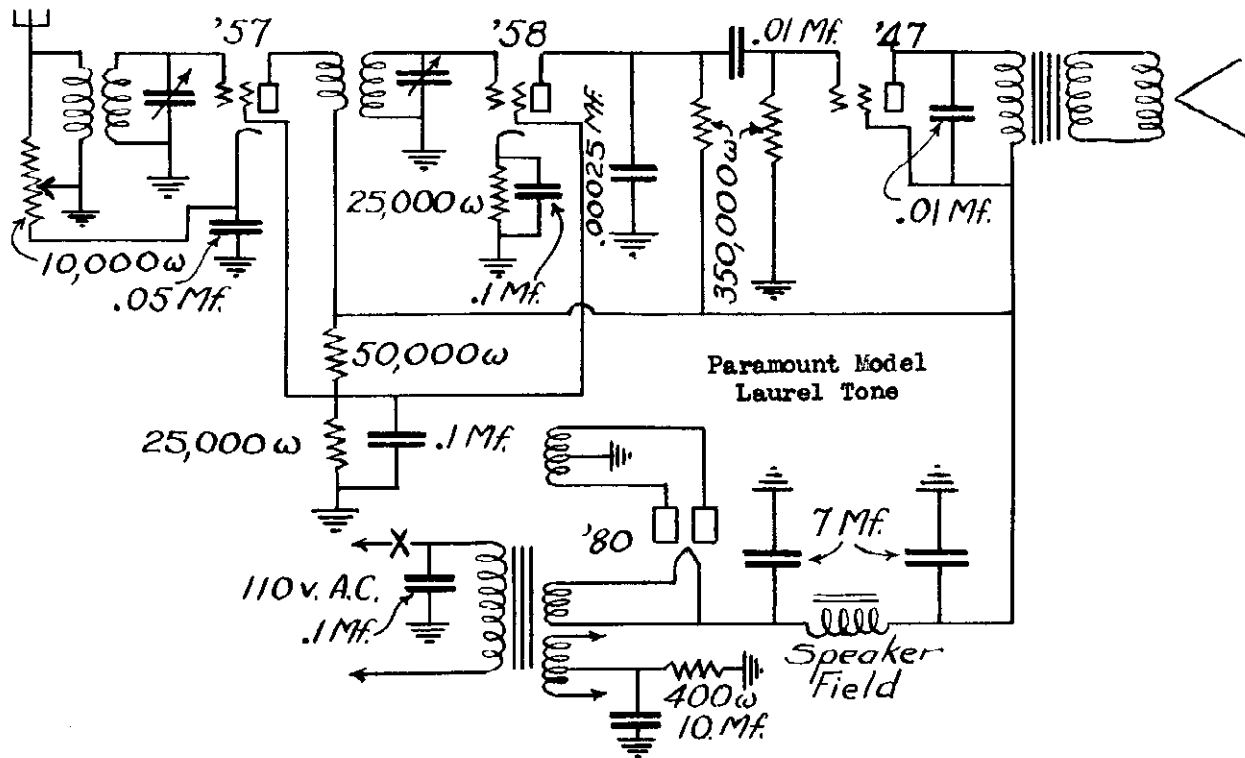 '57
'58
.01 Mf.
'47
10,000ω
.05 Mf.
25,000ω
.1 Mf.
.00025 Mf.
350,000ω
.01 Mf.
50,000ω
25,000ω
.1 Mf.
Paramount Model
Laurel Tone
'80
7 Mf.
110 v. A.C.
.1 Mf.
Speaker
Field
400ω
10. Mf.